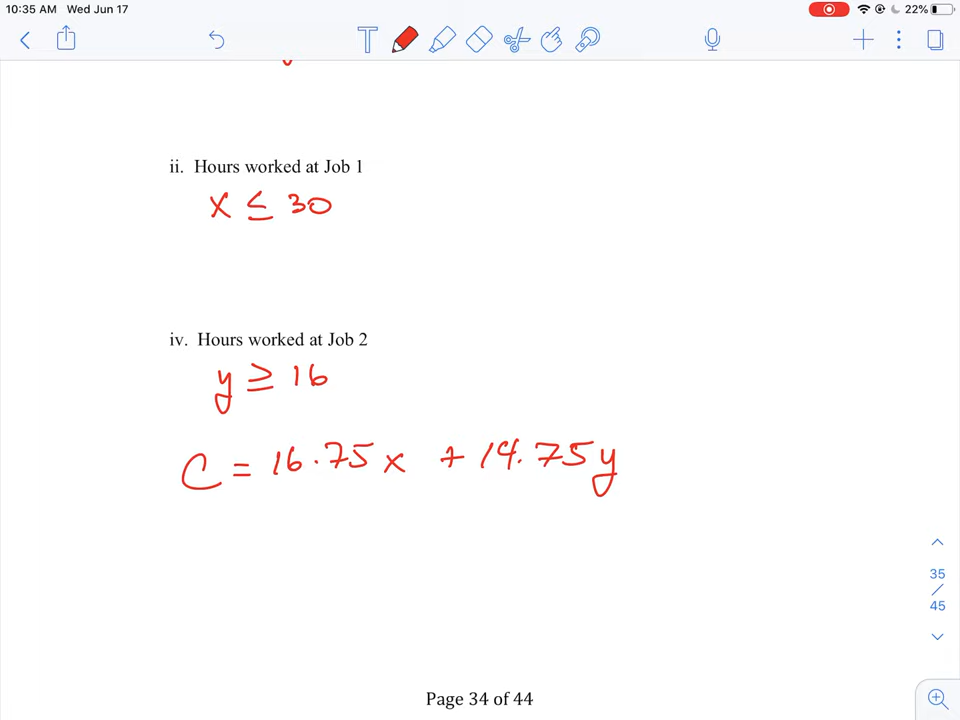 10:35 AM Wed Jun 17
22%
T
ii. Hours worked at Job 1
x ≤ 30
iv. Hours worked at Job 2
y ≥ 16
C = 16.75x + 14.75y
35
/
45
Page 34 of 44